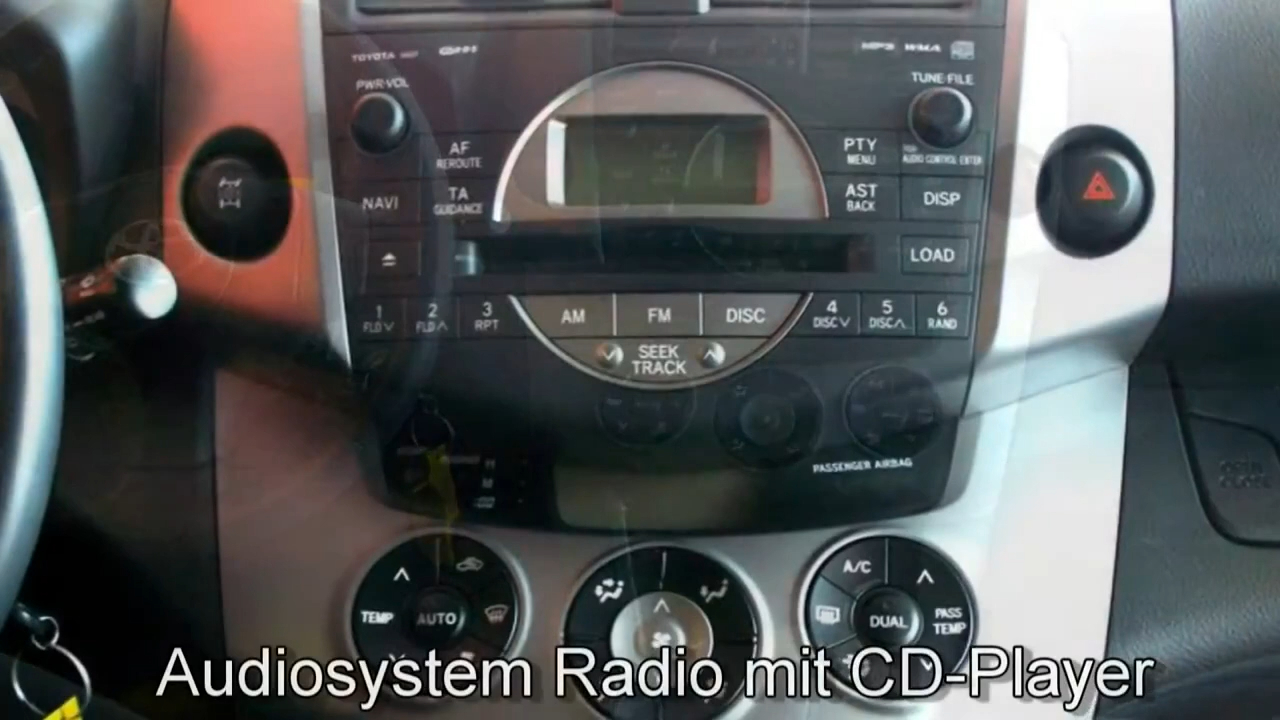 TOYOTA
MP3 WMA
PWR·VOL
TUNE·FILE
AF
REROUTE
PTY
MENU
AUDIO CONTROL ENTER
NAVI
TA
GUIDANCE
AST
BACK
DISP
LOAD
1
FLD∨
2
FLD∧
3
RPT
AM
FM
DISC
4
DISC∨
5
DISC∧
6
RAND
SEEK
TRACK
PASSENGER AIRBAG
TEMP
AUTO
A/C
DUAL
PASS
TEMP
Audiosystem Radio mit CD-Player